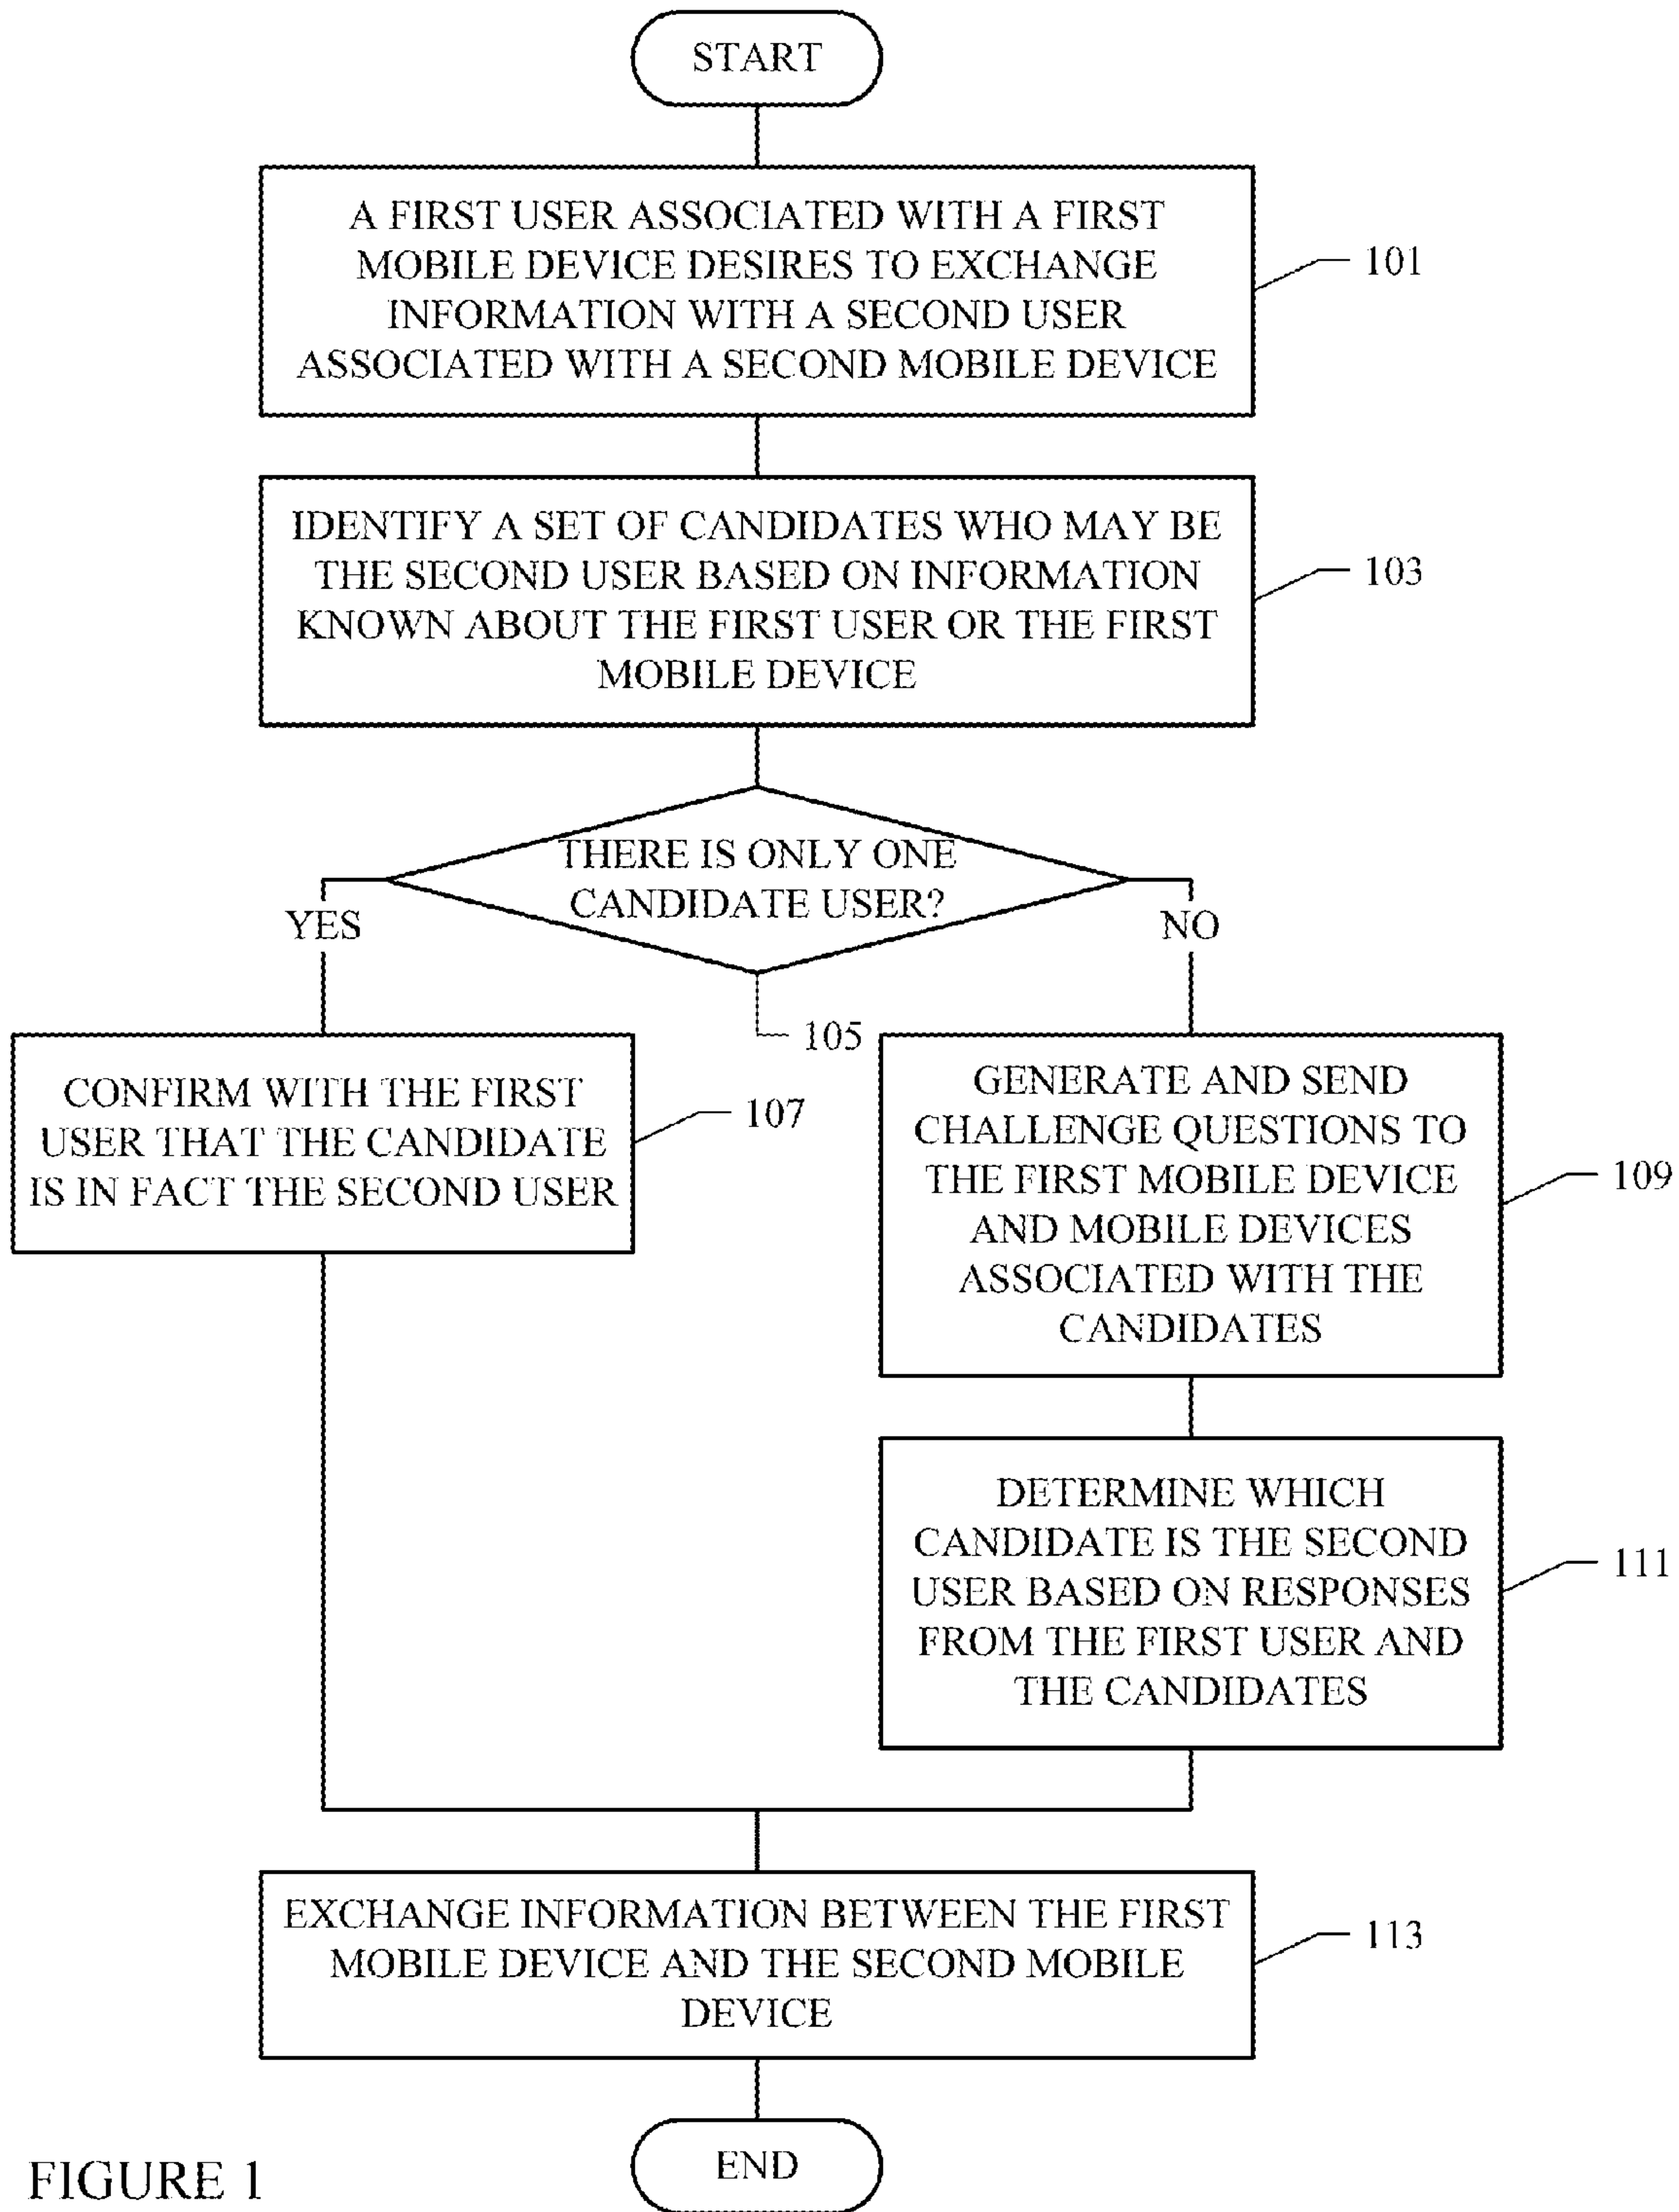 START
A FIRST USER ASSOCIATED WITH A FIRST
MOBILE DEVICE DESIRES TO EXCHANGE
INFORMATION WITH A SECOND USER
ASSOCIATED WITH A SECOND MOBILE DEVICE
101
IDENTIFY A SET OF CANDIDATES WHO MAY BE
THE SECOND USER BASED ON INFORMATION
KNOWN ABOUT THE FIRST USER OR THE FIRST
MOBILE DEVICE
103
THERE IS ONLY ONE
CANDIDATE USER?
YES
NO
105
CONFIRM WITH THE FIRST
USER THAT THE CANDIDATE
IS IN FACT THE SECOND USER
107
GENERATE AND SEND
CHALLENGE QUESTIONS TO
THE FIRST MOBILE DEVICE
AND MOBILE DEVICES
ASSOCIATED WITH THE
CANDIDATES
109
DETERMINE WHICH
CANDIDATE IS THE SECOND
USER BASED ON RESPONSES
FROM THE FIRST USER AND
THE CANDIDATES
111
EXCHANGE INFORMATION BETWEEN THE FIRST
MOBILE DEVICE AND THE SECOND MOBILE
DEVICE
113
END
FIGURE 1